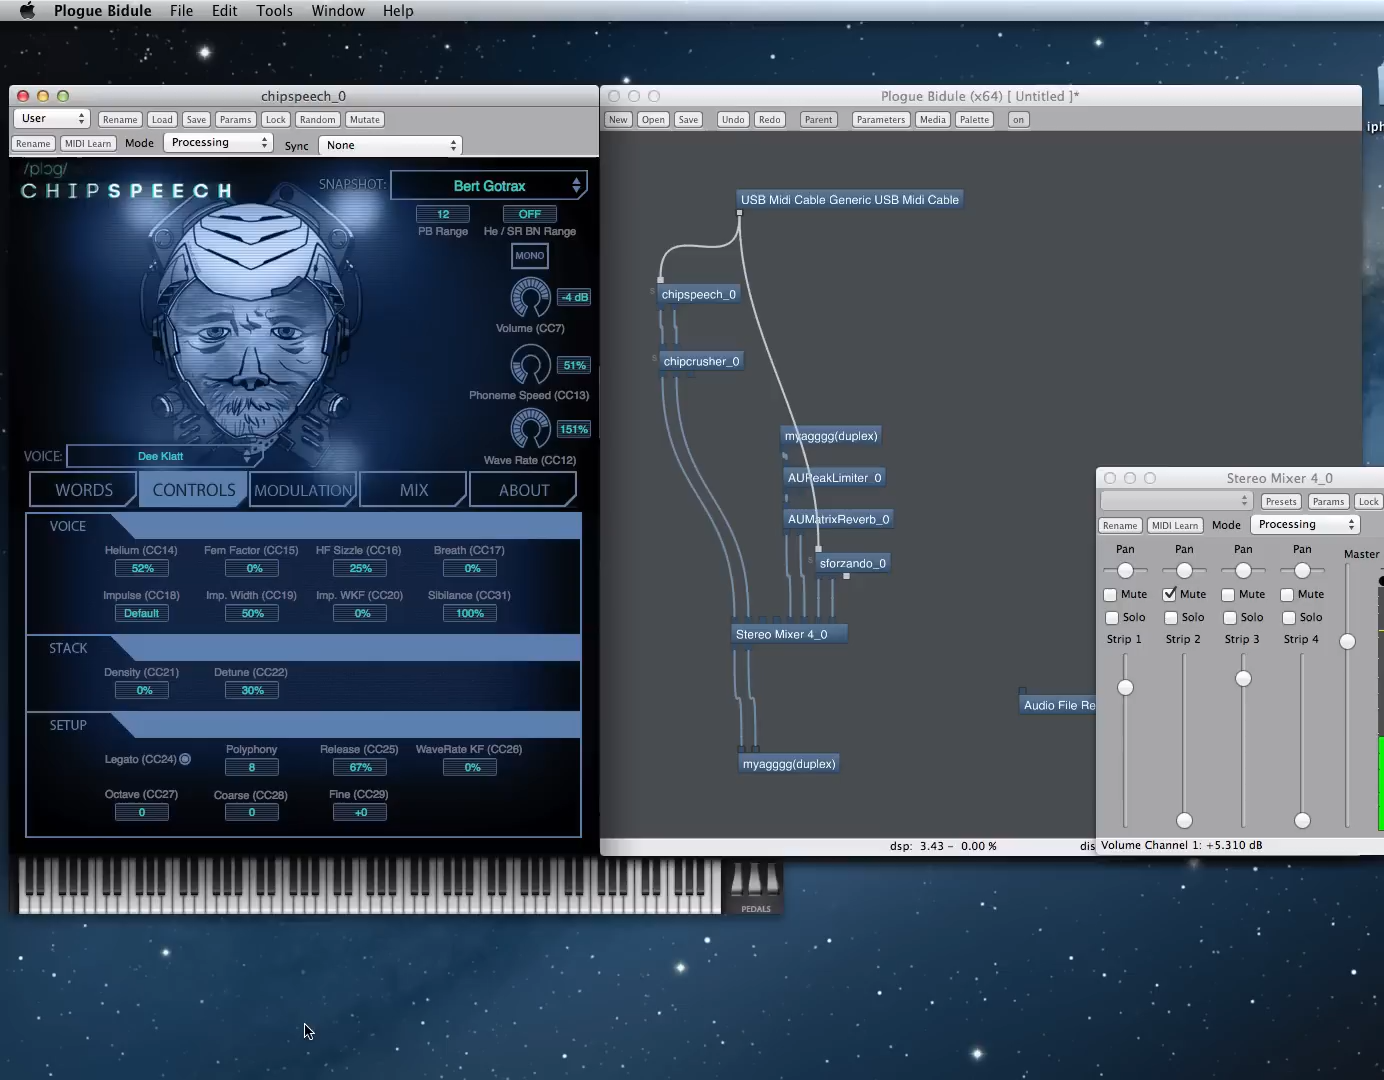 Plogue Bidule File Edit Tools Window Help
chipspeech_0
User Rename Load Save Params Lock Random Mutate
Rename MIDI Learn Mode Processing Sync None
/plog/
CHIPSPEECH
SNAPSHOT: Bert Gotrax
12 OFF
PB Range He / SR BN Range
MONO
-4 dB
Volume (CC7)
51%
Phoneme Speed (CC13)
151%
Wave Rate (CC12)
VOICE: Dee Klatt
WORDS CONTROLS MODULATION MIX ABOUT
VOICE
Helium (CC14) Fem Factor (CC15) HF Sizzle (CC16) Breath (CC17)
52% 0% 25% 0%
Impulse (CC18) Imp. Width (CC19) Imp. WKF (CC20) Sibilance (CC31)
Default 50% 0% 100%
STACK
Density (CC21) Detune (CC22)
0% 30%
SETUP
Legato (CC24) Polyphony Release (CC25) WaveRate KF (CC26)
8 67% 0%
Octave (CC27) Coarse (CC28) Fine (CC29)
0 0 +0
PEDALS
Plogue Bidule (x64) [ Untitled ]*
New Open Save Undo Redo Parent Parameters Media Palette on
USB Midi Cable Generic USB Midi Cable
chipspeech_0
chipcrusher_0
myagggg(duplex)
AUPeakLimiter_0
AUMatrixReverb_0
sforzando_0
Stereo Mixer 4_0
Audio File Re
myagggg(duplex)
dsp: 3.43 - 0.00 %
dis
Stereo Mixer 4_0
Presets Params Lock
Rename MIDI Learn Mode Processing
Pan Pan Pan Pan Master
Mute Mute Mute Mute
Solo Solo Solo Solo
Strip 1 Strip 2 Strip 3 Strip 4
Volume Channel 1: +5.310 dB
iph